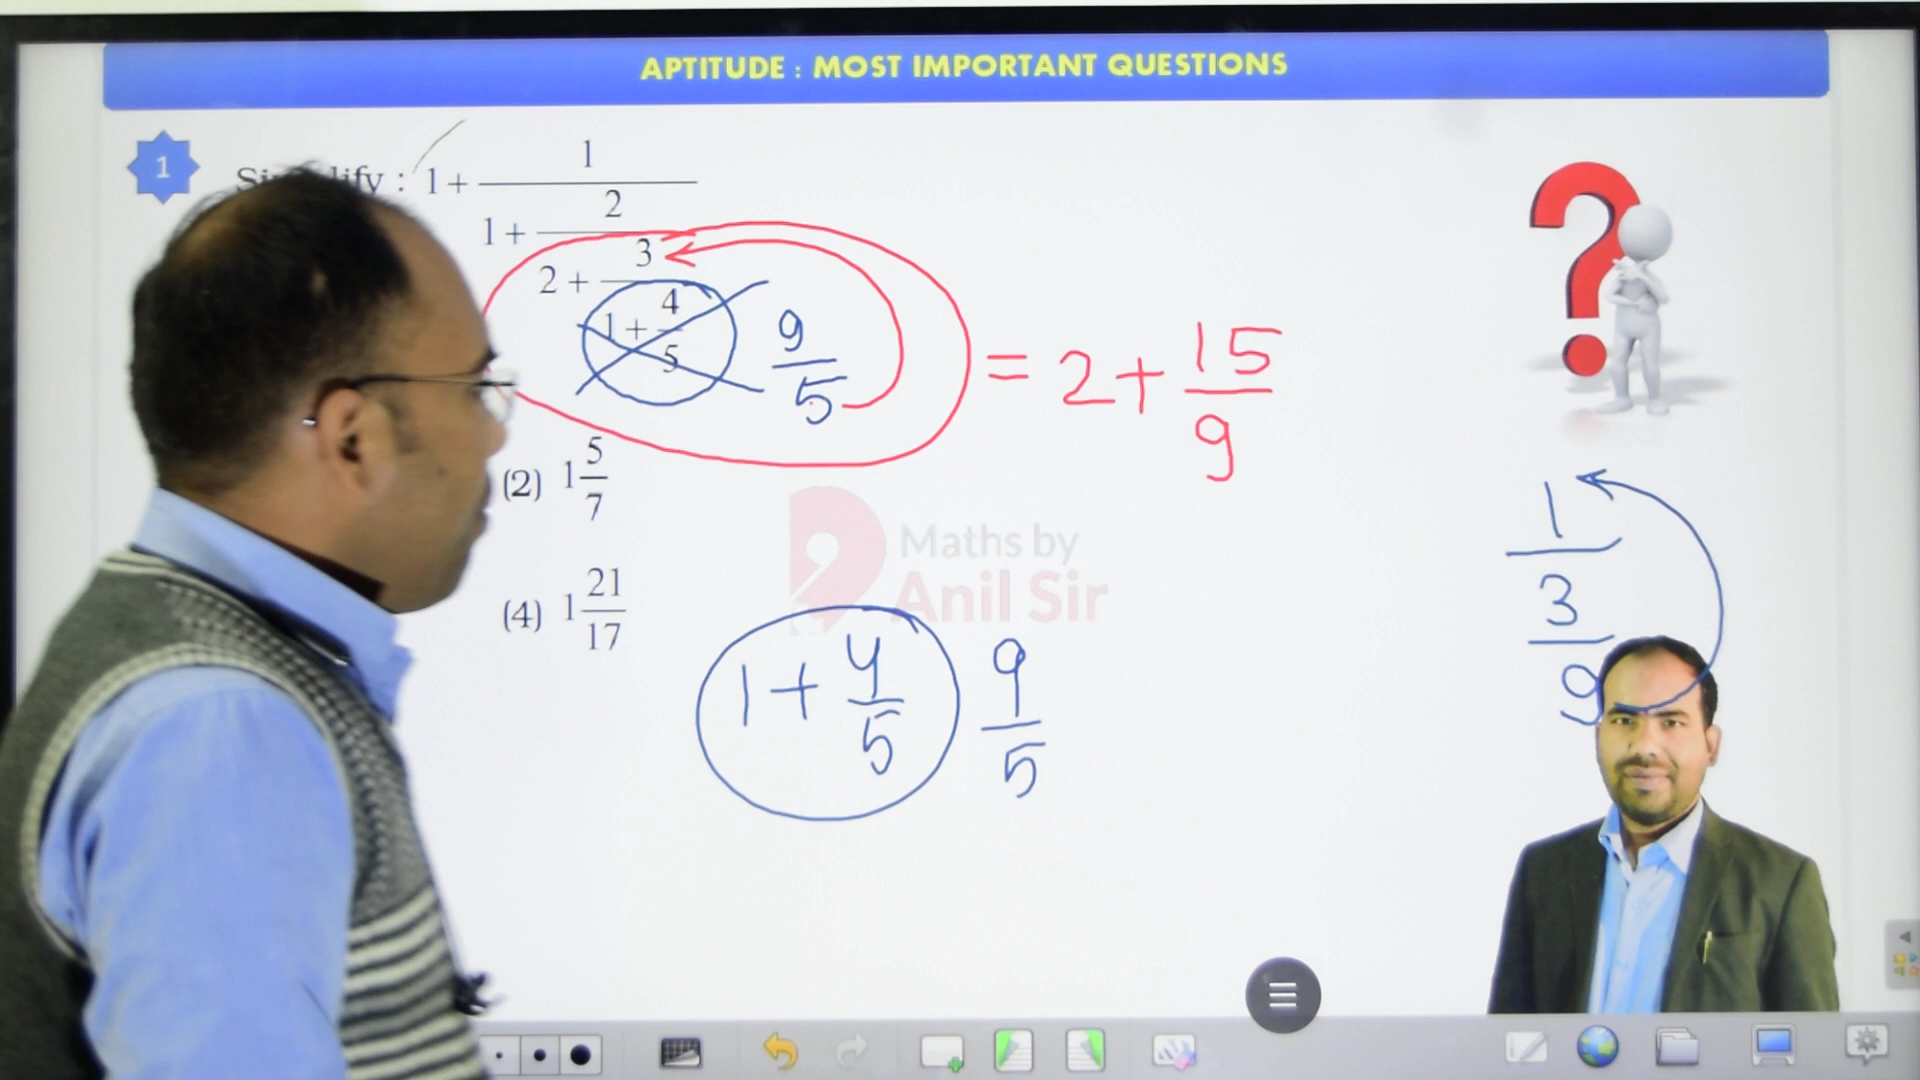 APTITUDE : MOST IMPORTANT QUESTIONS
1
: 1 + 1
1 + 2
2 + 3
1 + 4
5
9
5
= 2 + 15
9
(2) 1 5
7
(4) 1 21
17
Maths by
Anil Sir
1 + 4
5
9
5
1
3
9